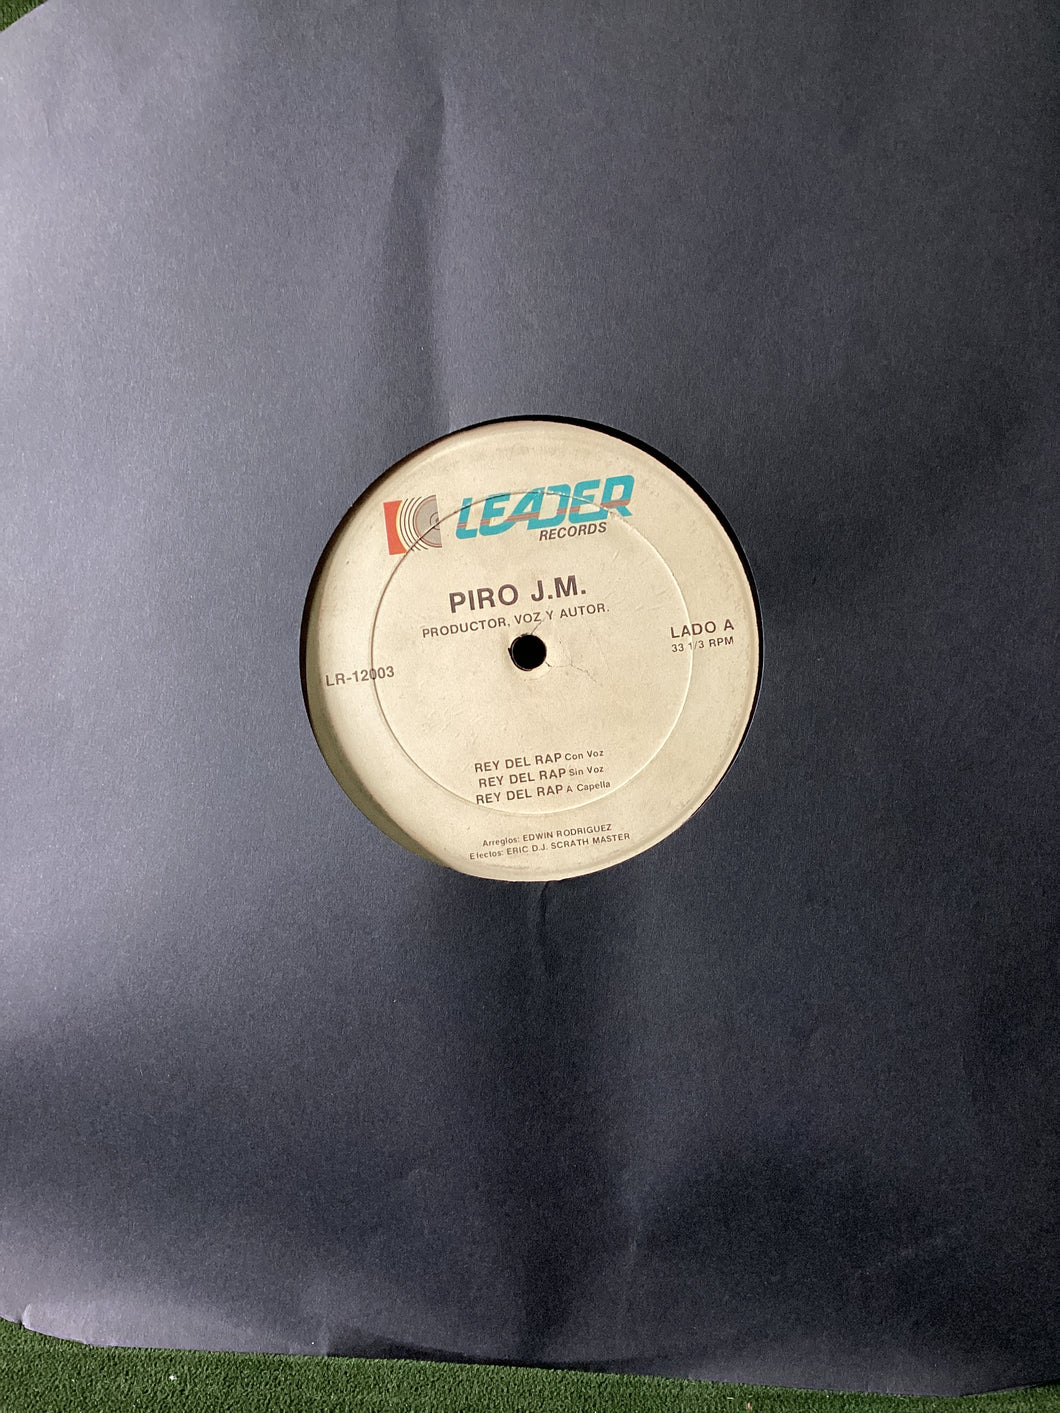 LEADER
RECORDS
PIRO J.M.
PRODUCTOR, VOZ Y AUTOR.
LADO A
33 1/3 RPM
LR-12003
REY DEL RAP Con Voz
REY DEL RAP Sin Voz
REY DEL RAP A Capella
Arreglos: EDWIN RODRIGUEZ
Efectos: ERIC D.J. SCRATH MASTER